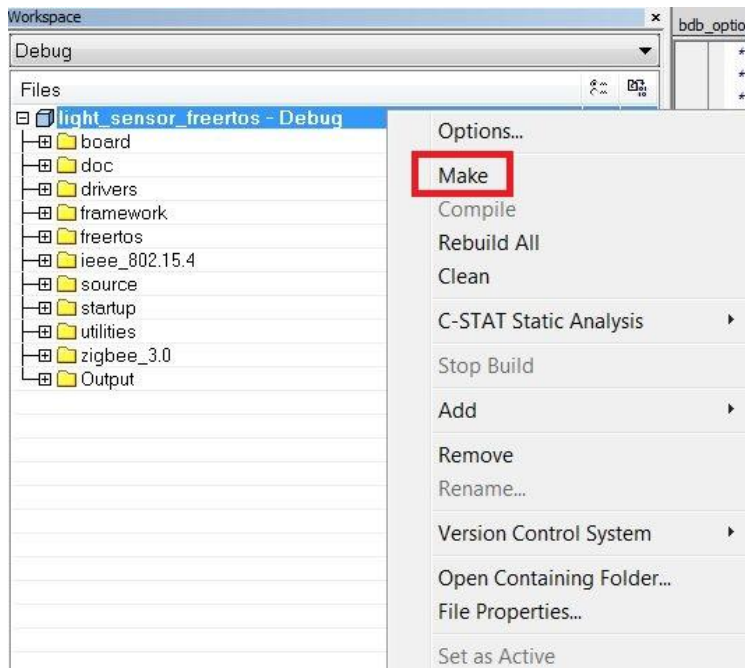 Workspace
x
bdb_optio
Debug
Files
light_sensor_freertos - Debug
board
doc
drivers
framework
freertos
ieee_802.15.4
source
startup
utilities
zigbee_3.0
Output
Options...
Make
Compile
Rebuild All
Clean
C-STAT Static Analysis
Stop Build
Add
Remove
Rename...
Version Control System
Open Containing Folder...
File Properties...
Set as Active